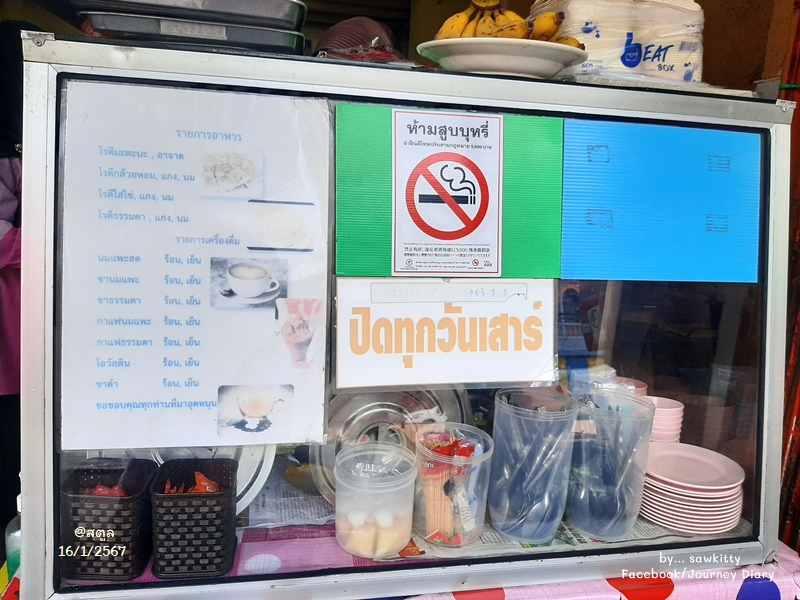 รายการอาหาร
โรตีมะตะบะ , อาจาด
โรตีกล้วยหอม, แกง, นม
โรตีใส่ไข่, แกง, นม
โรตีธรรมดา , แกง, นม
รายการเครื่องดื่ม
นมแพะสด ร้อน, เย็น
ชานมแพะ ร้อน, เย็น
ชาธรรมดา ร้อน, เย็น
กาแฟนมแพะ ร้อน, เย็น
กาแฟธรรมดา ร้อน, เย็น
โอวัลติน ร้อน, เย็น
ชาดำ ร้อน, เย็น
ขอขอบคุณทุกท่านที่มาอุดหนุน
ห้ามสูบบุหรี่
ปิดทุกวันเสาร์
EAT
BOX
@สตูล
16/1/2567
by... sawkitty
Facebook/Journey Diary